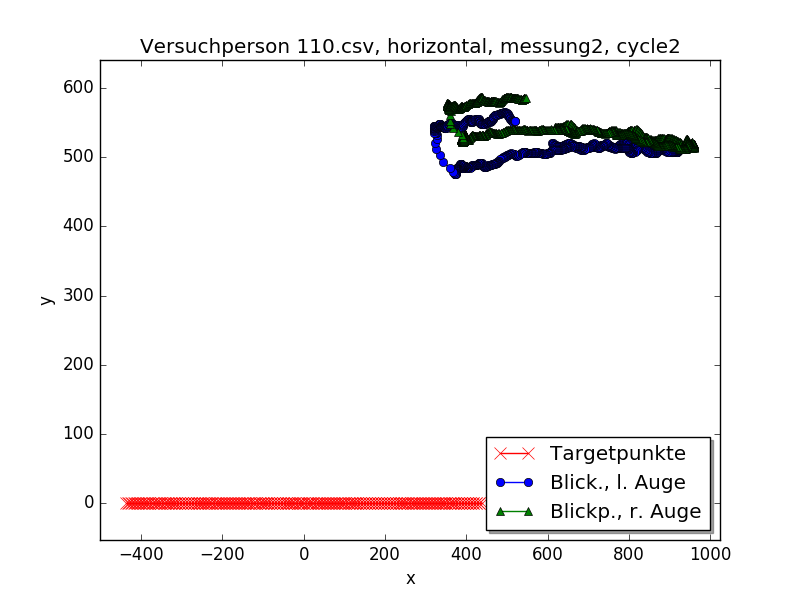 Versuchperson 110.csv, horizontal, messung2, cycle2
600
500
400
300
200
100
0
y
Targetpunkte
Blick., l. Auge
Blickp., r. Auge
−400 −200 0 200 400 600 800 1000
x